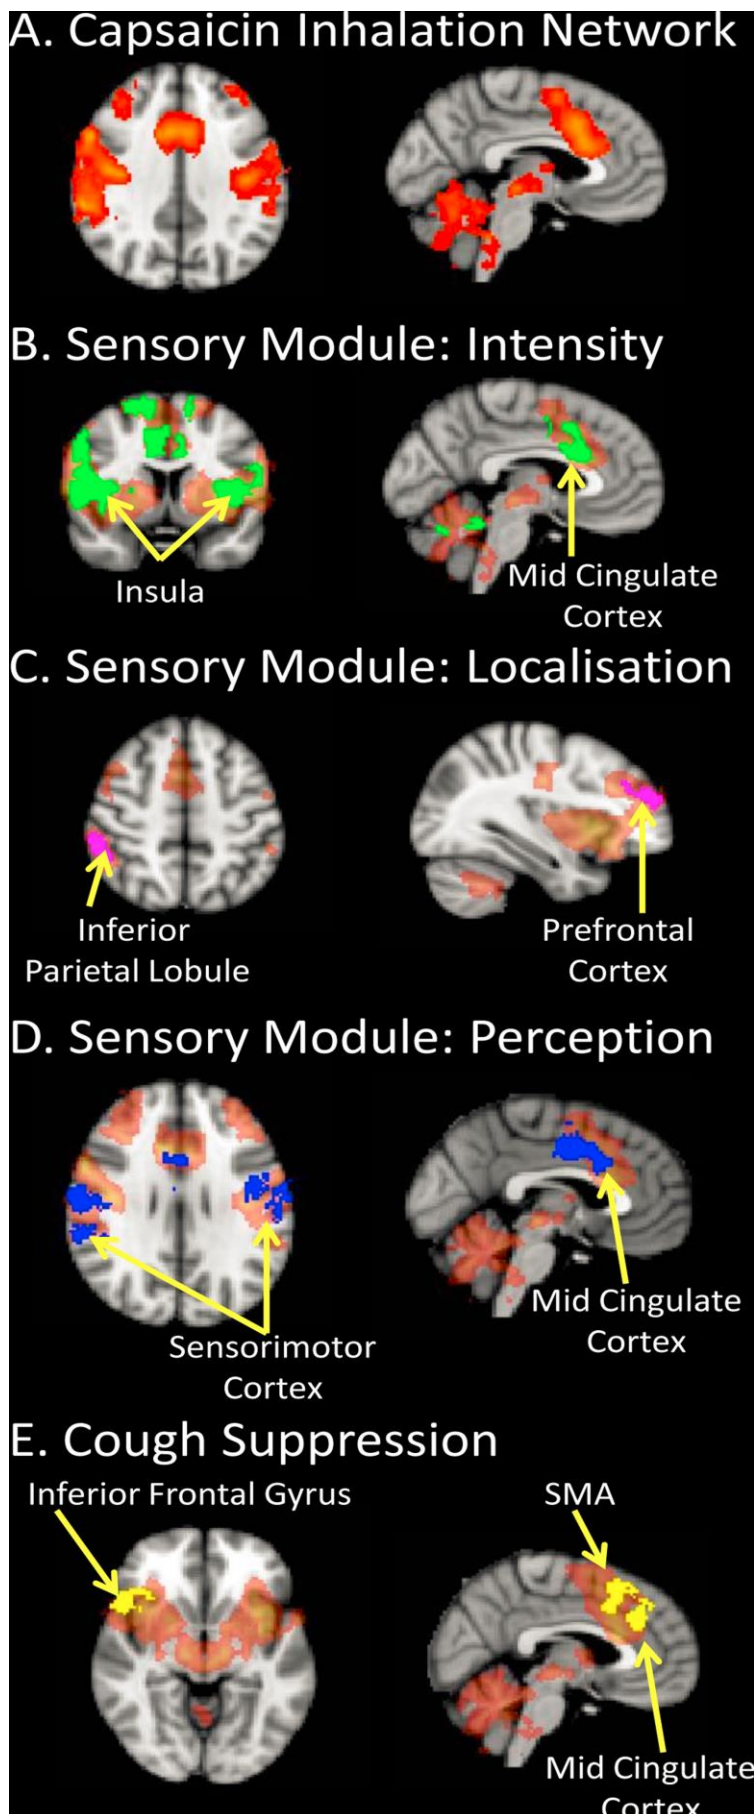 A. Capsaicin Inhalation Network
B. Sensory Module: Intensity
Insula
Mid Cingulate
Cortex
C. Sensory Module: Localisation
Inferior
Parietal Lobule
Prefrontal
Cortex
D. Sensory Module: Perception
Sensorimotor
Cortex
Mid Cingulate
Cortex
E. Cough Suppression
Inferior Frontal Gyrus
SMA
Mid Cingulate
Cortex